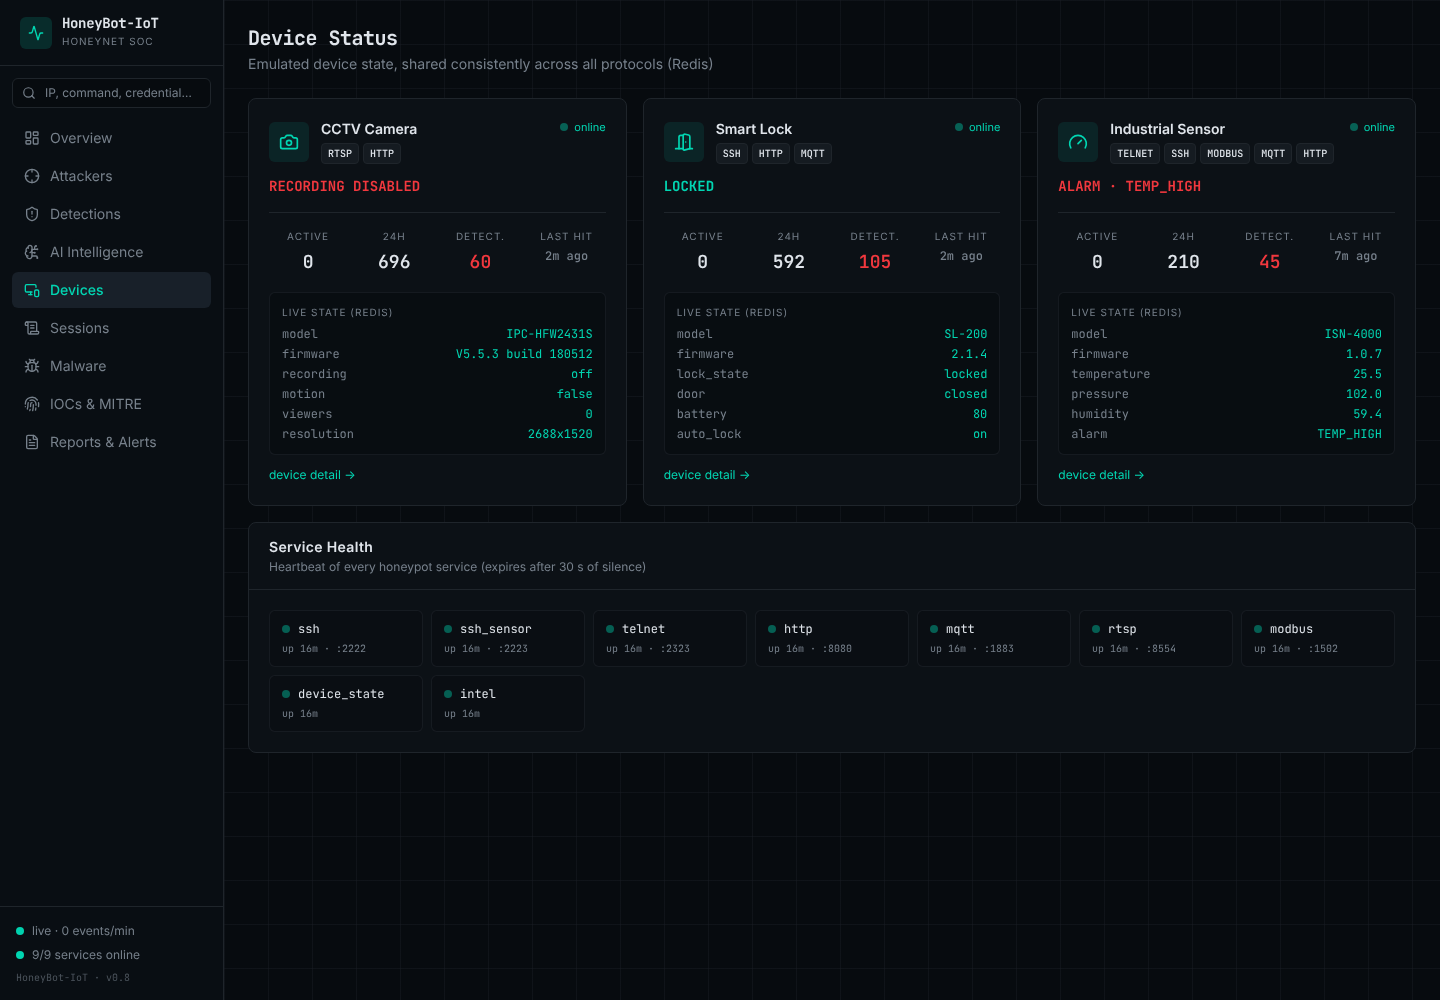 HoneyBot-IoT
HONEYNET SOC
IP, command, credential...
Overview
Attackers
Detections
AI Intelligence
Devices
Sessions
Malware
IOCs & MITRE
Reports & Alerts
live · 0 events/min
9/9 services online
HoneyBot-IoT · v0.8
Device Status
Emulated device state, shared consistently across all protocols (Redis)
CCTV Camera
online
RTSP HTTP
RECORDING DISABLED
ACTIVE 24H DETECT. LAST HIT
0 696 60 2m ago
LIVE STATE (REDIS)
model IPC-HFW2431S
firmware V5.5.3 build 180512
recording off
motion false
viewers 0
resolution 2688x1520
device detail →
Smart Lock
online
SSH HTTP MQTT
LOCKED
ACTIVE 24H DETECT. LAST HIT
0 592 105 2m ago
LIVE STATE (REDIS)
model SL-200
firmware 2.1.4
lock_state locked
door closed
battery 80
auto_lock on
device detail →
Industrial Sensor
online
TELNET SSH MODBUS MQTT HTTP
ALARM · TEMP_HIGH
ACTIVE 24H DETECT. LAST HIT
0 210 45 7m ago
LIVE STATE (REDIS)
model ISN-4000
firmware 1.0.7
temperature 25.5
pressure 102.0
humidity 59.4
alarm TEMP_HIGH
device detail →
Service Health
Heartbeat of every honeypot service (expires after 30 s of silence)
ssh
up 16m · :2222
ssh_sensor
up 16m · :2223
telnet
up 16m · :2323
http
up 16m · :8080
mqtt
up 16m · :1883
rtsp
up 16m · :8554
modbus
up 16m · :1502
device_state
up 16m
intel
up 16m